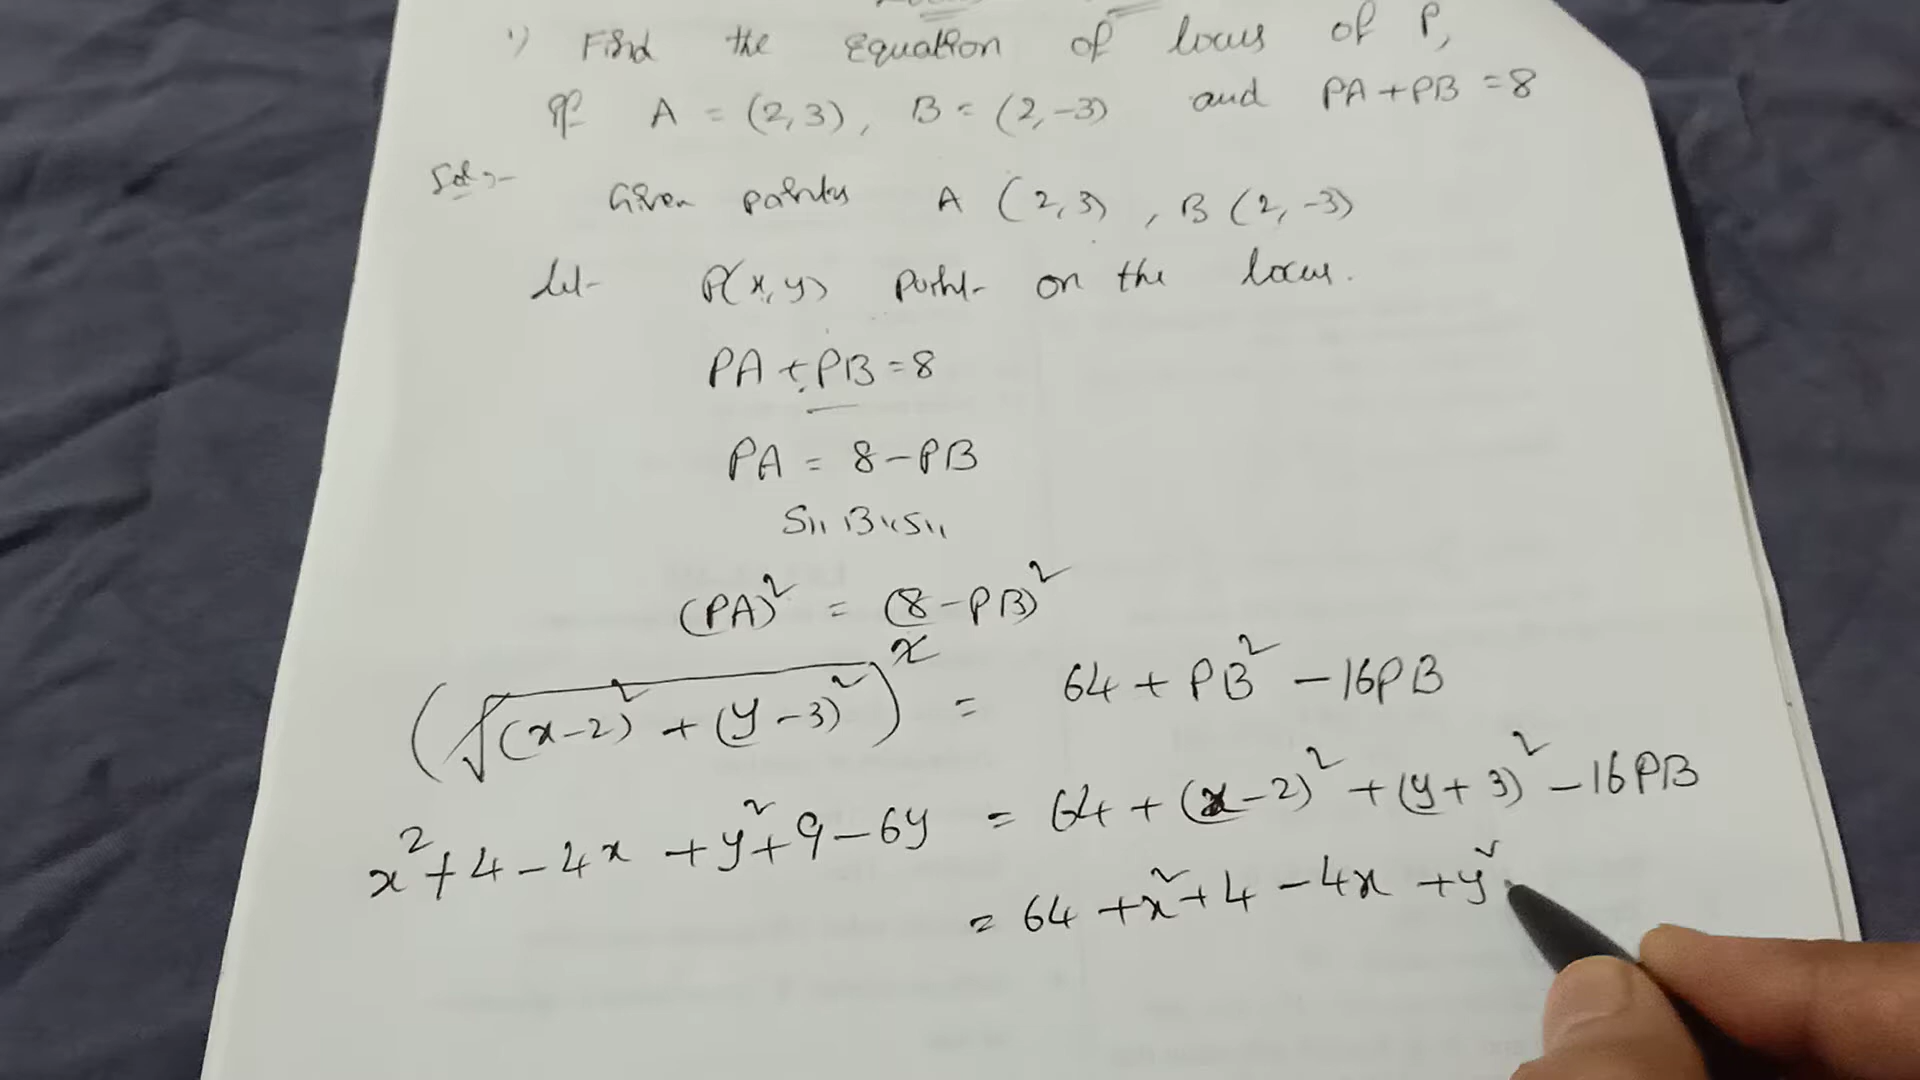 1) Find the Equation of locus of P,
if A = (2,3), B = (2,-3) and PA+PB = 8
Sol:- Given points A (2,3), B (2,-3)
Let P(x,y) point on the locus.
PA + PB = 8
PA = 8-PB
S11 B11 S11
(PA)² = (8-PB)²
(√(x-2)²+(y-3)²)² = 64 + PB² - 16PB
x²+4-4x+y²+9-6y = 64+(x-2)²+(y+3)²-16PB
= 64 +x²+4 -4x +y²